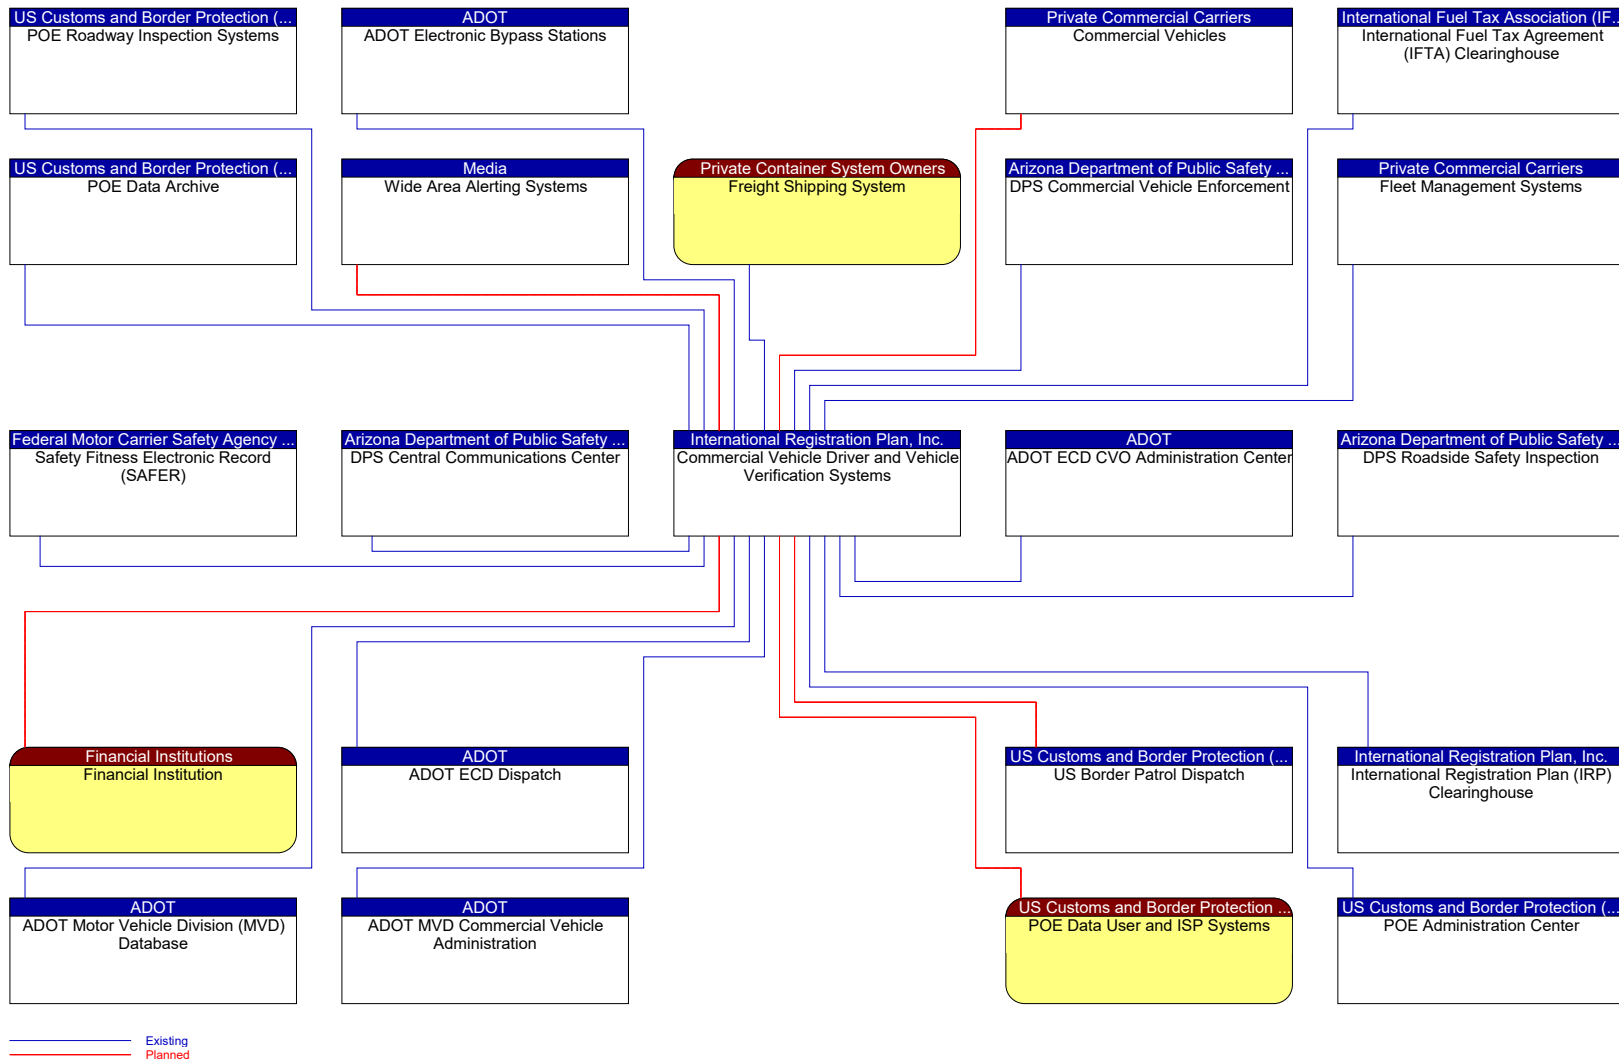 US Customs and Border Protection (...
POE Roadway Inspection Systems
ADOT
ADOT Electronic Bypass Stations
Private Commercial Carriers
Commercial Vehicles
International Fuel Tax Association (IF...
International Fuel Tax Agreement
(IFTA) Clearinghouse
US Customs and Border Protection (...
POE Data Archive
Media
Wide Area Alerting Systems
Private Container System Owners
Freight Shipping System
Arizona Department of Public Safety ...
DPS Commercial Vehicle Enforcement
Private Commercial Carriers
Fleet Management Systems
Federal Motor Carrier Safety Agency ...
Safety Fitness Electronic Record
(SAFER)
Arizona Department of Public Safety ...
DPS Central Communications Center
International Registration Plan, Inc.
Commercial Vehicle Driver and Vehicle
Verification Systems
ADOT
ADOT ECD CVO Administration Center
Arizona Department of Public Safety ...
DPS Roadside Safety Inspection
Financial Institutions
Financial Institution
ADOT
ADOT ECD Dispatch
US Customs and Border Protection (...
US Border Patrol Dispatch
International Registration Plan, Inc.
International Registration Plan (IRP)
Clearinghouse
ADOT
ADOT Motor Vehicle Division (MVD)
Database
ADOT
ADOT MVD Commercial Vehicle
Administration
US Customs and Border Protection ...
POE Data User and ISP Systems
US Customs and Border Protection (...
POE Administration Center
Existing
Planned